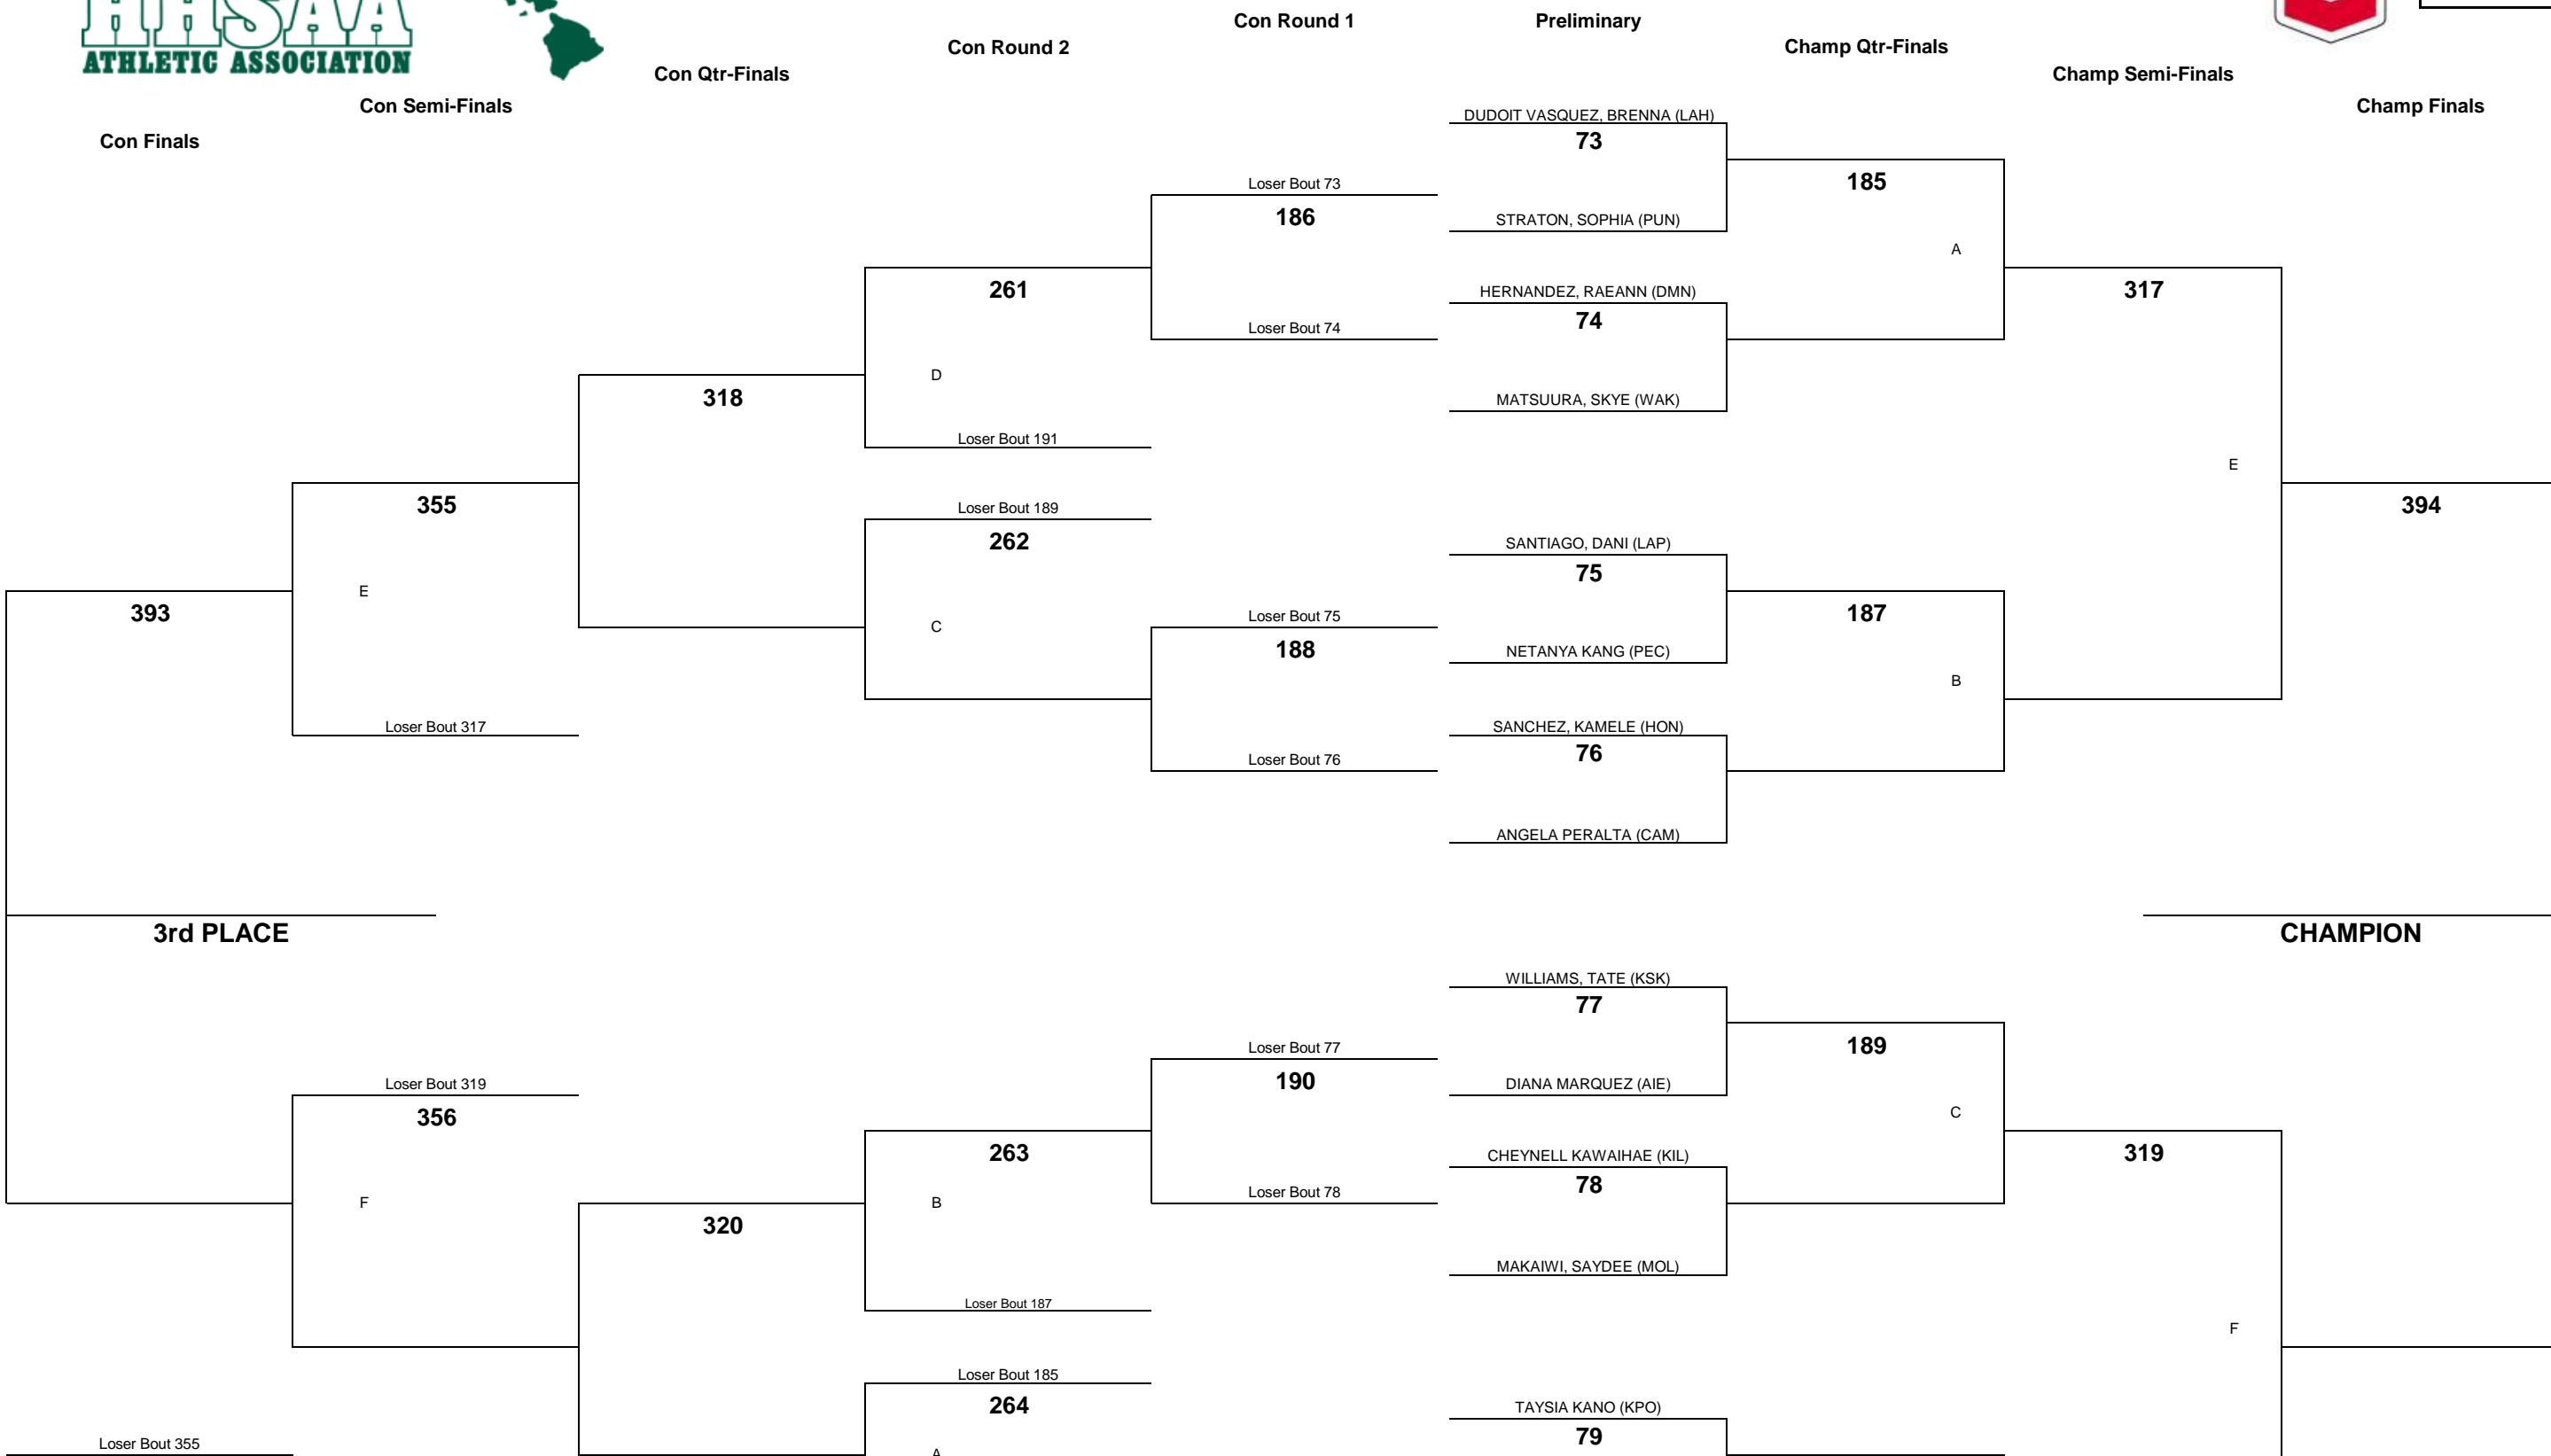 HHSAA
ATHLETIC ASSOCIATION
Con Round 1
Preliminary
Con Round 2
Champ Qtr-Finals
Con Qtr-Finals
Champ Semi-Finals
Con Semi-Finals
Champ Finals
Con Finals
DUDOIT VASQUEZ, BRENNA (LAH)
73
Loser Bout 73
185
186
STRATON, SOPHIA (PUN)
A
261
HERNANDEZ, RAEANN (DMN)
317
Loser Bout 74
74
D
318
MATSUURA, SKYE (WAK)
Loser Bout 191
E
355
Loser Bout 189
394
262
SANTIAGO, DANI (LAP)
75
E
393
Loser Bout 75
187
C
188
NETANYA KANG (PEC)
B
Loser Bout 317
SANCHEZ, KAMELE (HON)
76
Loser Bout 76
ANGELA PERALTA (CAM)
3rd PLACE
CHAMPION
WILLIAMS, TATE (KSK)
77
Loser Bout 77
189
Loser Bout 319
190
DIANA MARQUEZ (AIE)
356
C
263
CHEYNELL KAWAIHAE (KIL)
319
78
F
B
Loser Bout 78
320
MAKAIWI, SAYDEE (MOL)
Loser Bout 187
F
Loser Bout 185
264
TAYSIA KANO (KPO)
79
Loser Bout 355
A